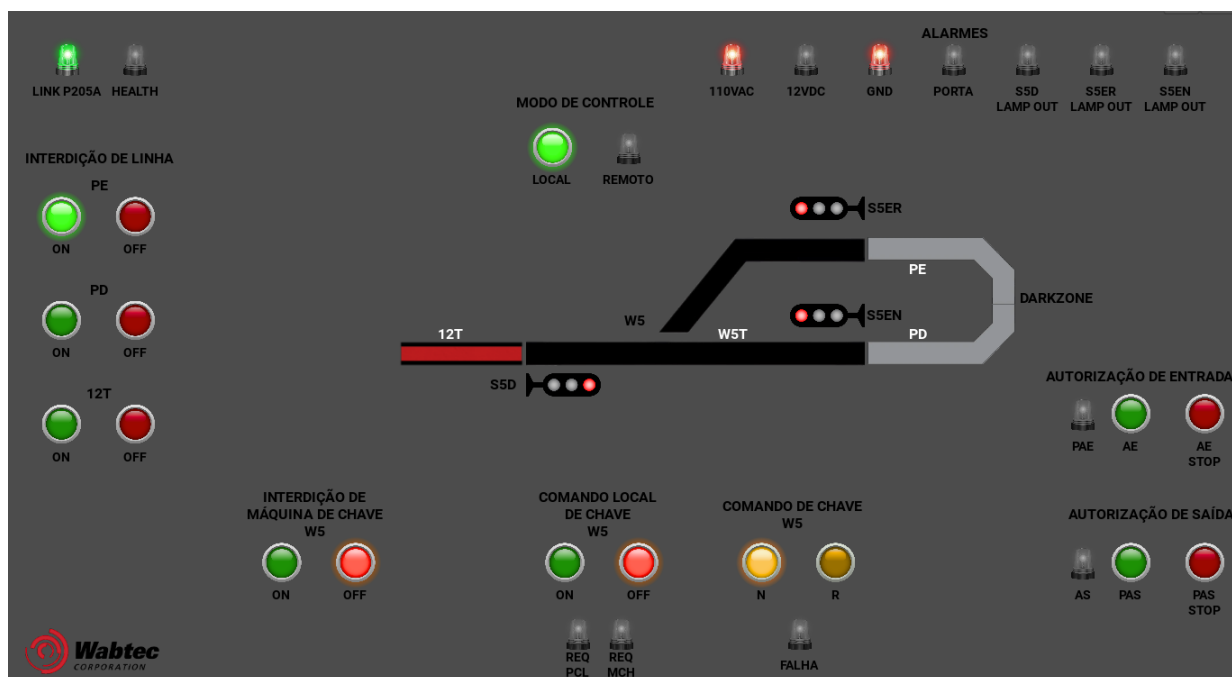 ALARMES
LINK P205A HEALTH
110VAC 12VDC GND PORTA S5D LAMP OUT S5ER LAMP OUT S5EN LAMP OUT
MODO DE CONTROLE
LOCAL REMOTO
INTERDIÇÃO DE LINHA
PE
ON OFF
PD
ON OFF
12T
ON OFF
S5ER
PE
DARKZONE
S5EN
W5
12T W5T PD
S5D
AUTORIZAÇÃO DE ENTRADA
PAE AE AE STOP
INTERDIÇÃO DE
MÁQUINA DE CHAVE
W5
ON OFF
COMANDO LOCAL
DE CHAVE
W5
ON OFF
REQ PCL
REQ MCH
COMANDO DE CHAVE
W5
N R
FALHA
AUTORIZAÇÃO DE SAÍDA
AS PAS PAS STOP
Wabtec
CORPORATION